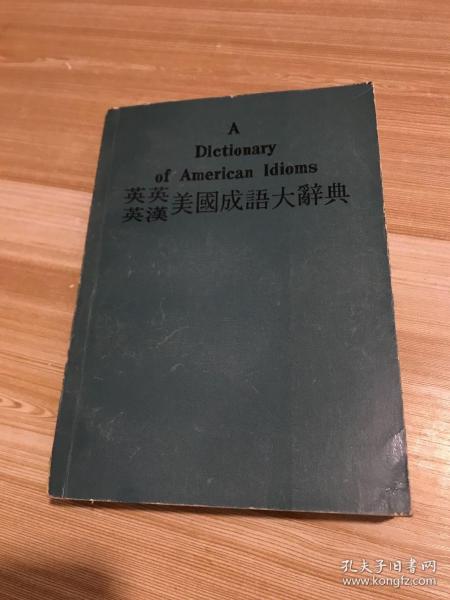 A
Dictionary
of American Idioms
英英
英漢
美國成語大辭典
孔夫子旧书网
www.kongfz.com